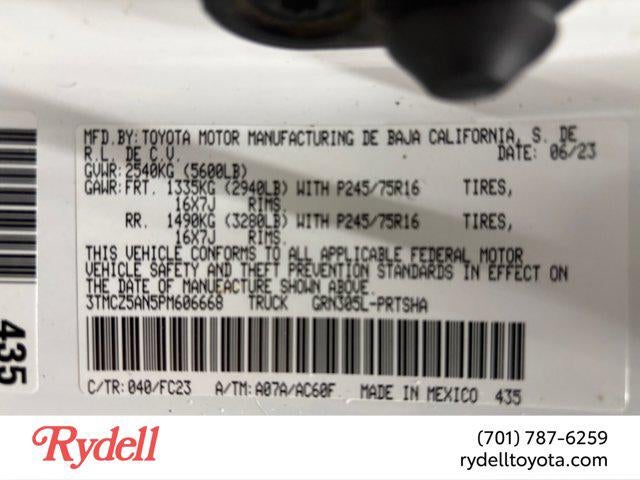 MFD.BY: TOYOTA MOTOR MANUFACTURING DE BAJA CALIFORNIA, S. DE
R.L. DE C.V. DATE: 06/23
GVWR: 2540KG (5600LB)
GAWR: FRT. 1335KG (2940LB) WITH P245/75R16 TIRES,
16X7J RIMS.
RR. 1490KG (3280LB) WITH P245/75R16 TIRES,
16X7J RIMS.
THIS VEHICLE CONFORMS TO ALL APPLICABLE FEDERAL MOTOR
VEHICLE SAFETY AND THEFT PREVENTION STANDARDS IN EFFECT ON
THE DATE OF MANUFACTURE SHOWN ABOVE.
3TMCZ5AN5PM606668 TRUCK GRN305L-PRTSHA
C/TR: 040/FC23 A/TM: A07A/AC60F MADE IN MEXICO 435
435
Rydell
(701) 787-6259
rydelltoyota.com